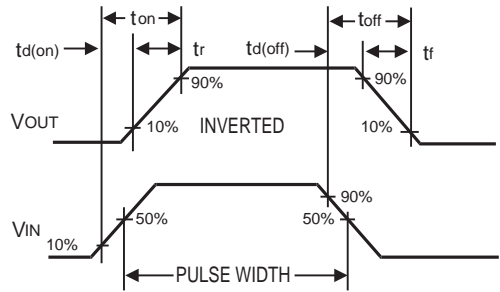 ton toff
td(on) tr td(off) tf
90% 90%
VOUT 10% INVERTED 10%
90%
50% 50%
VIN
10%
PULSE WIDTH